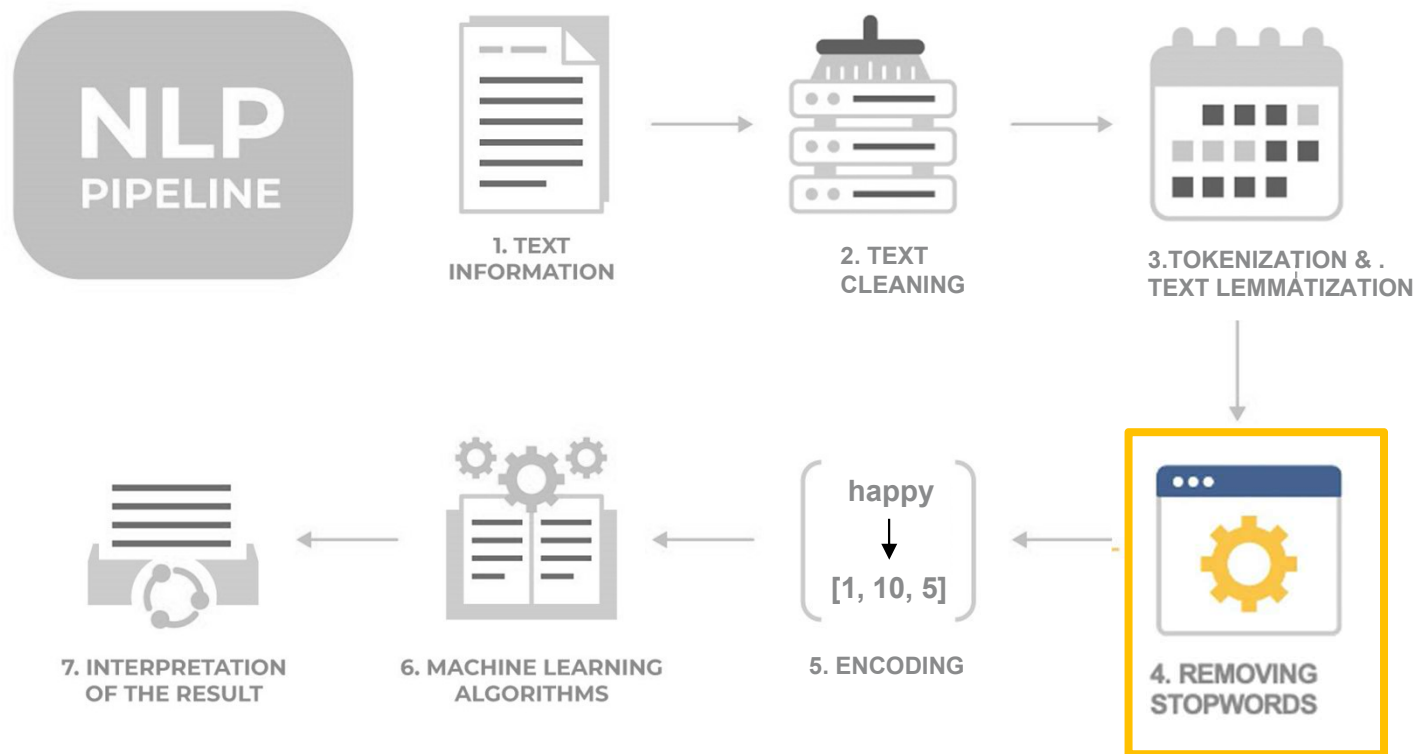 NLP
PIPELINE
1. TEXT
INFORMATION
2. TEXT
CLEANING
3.TOKENIZATION & .
TEXT LEMMATIZATION
4. REMOVING
STOPWORDS
happy
[1, 10, 5]
5. ENCODING
6. MACHINE LEARNING
ALGORITHMS
7. INTERPRETATION
OF THE RESULT